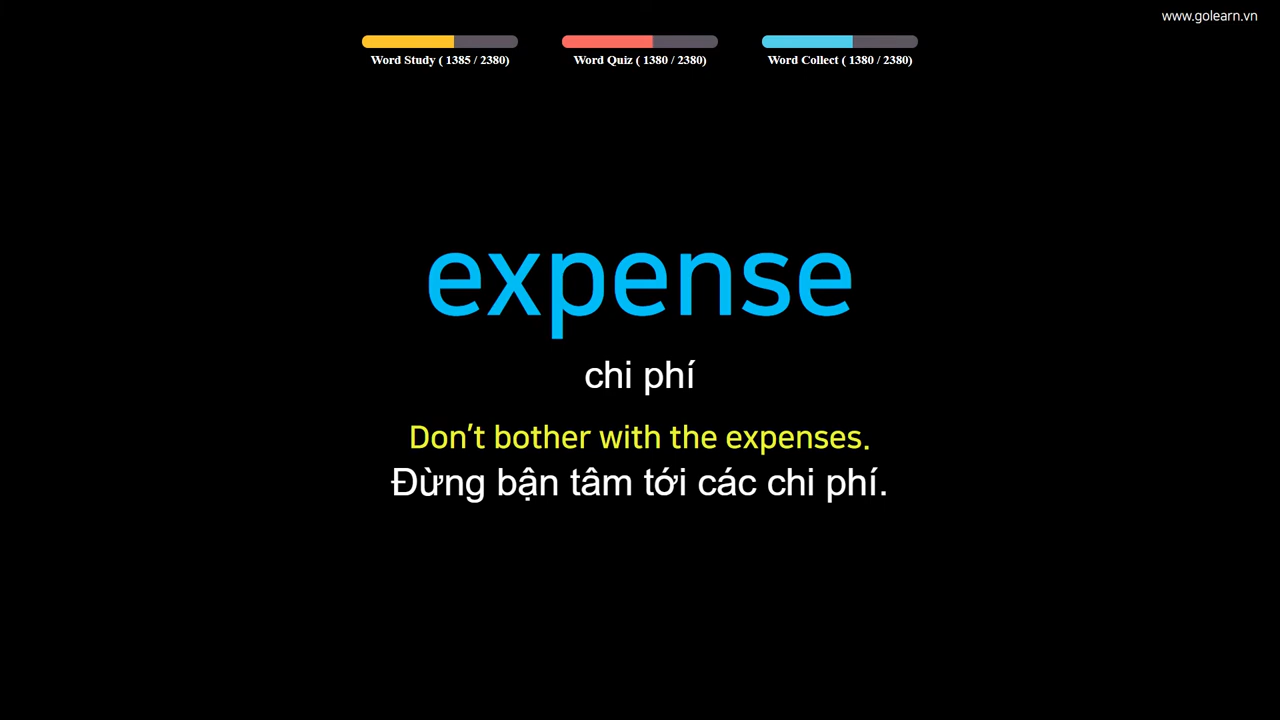 www.golearn.vn
Word Study ( 1385 / 2380) Word Quiz ( 1380 / 2380) Word Collect ( 1380 / 2380)
expense
chi phí
Don't bother with the expenses.
Đừng bận tâm tới các chi phí.